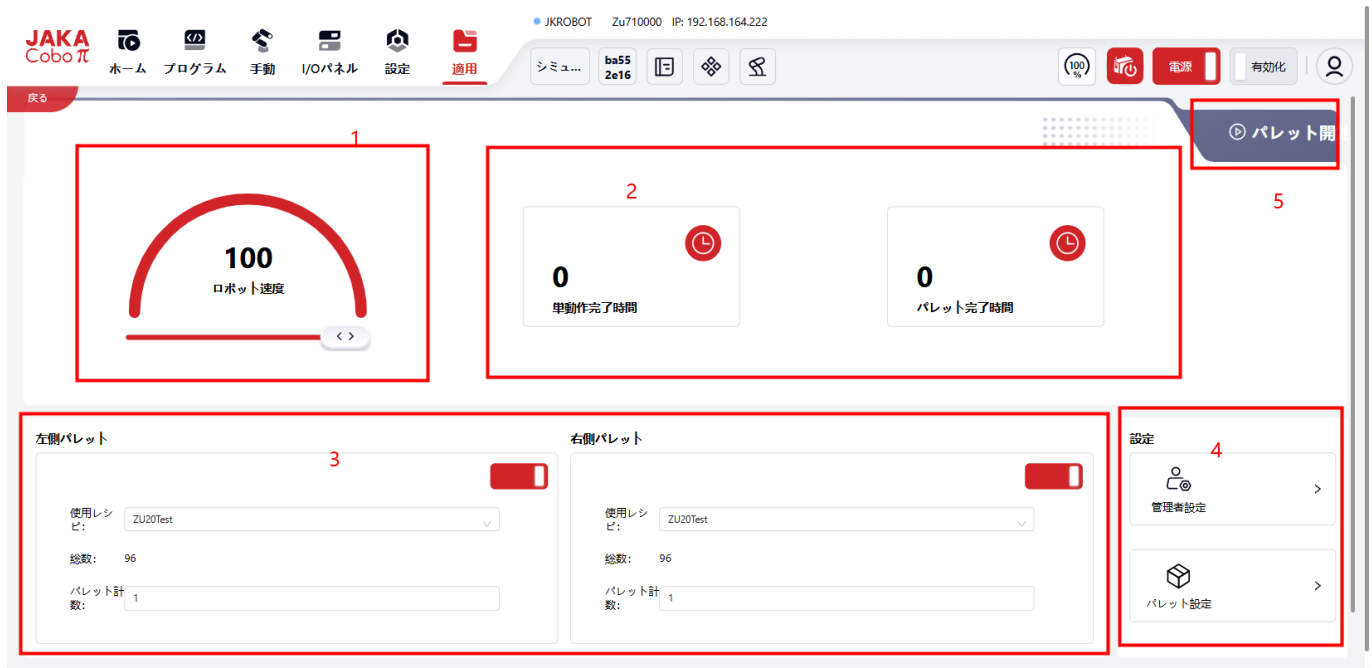 JKROBOT Zu710000 IP: 192.168.164.222
JAKA
Cobo π
ホーム
プログラム
手動
I/Oパネル
設定
適用
シミュ...
ba55
2e16
100
%
電源
有効化
戻る
1
2
パレット開
5
100
ロボット速度
0
単動作完了時間
0
パレット完了時間
3
左側パレット
使用レシ
ピ:
ZU20Test
総数:
96
パレット計
数:
1
右側パレット
使用レシ
ピ:
ZU20Test
総数:
96
パレット計
数:
1
設定
4
管理者設定
パレット設定